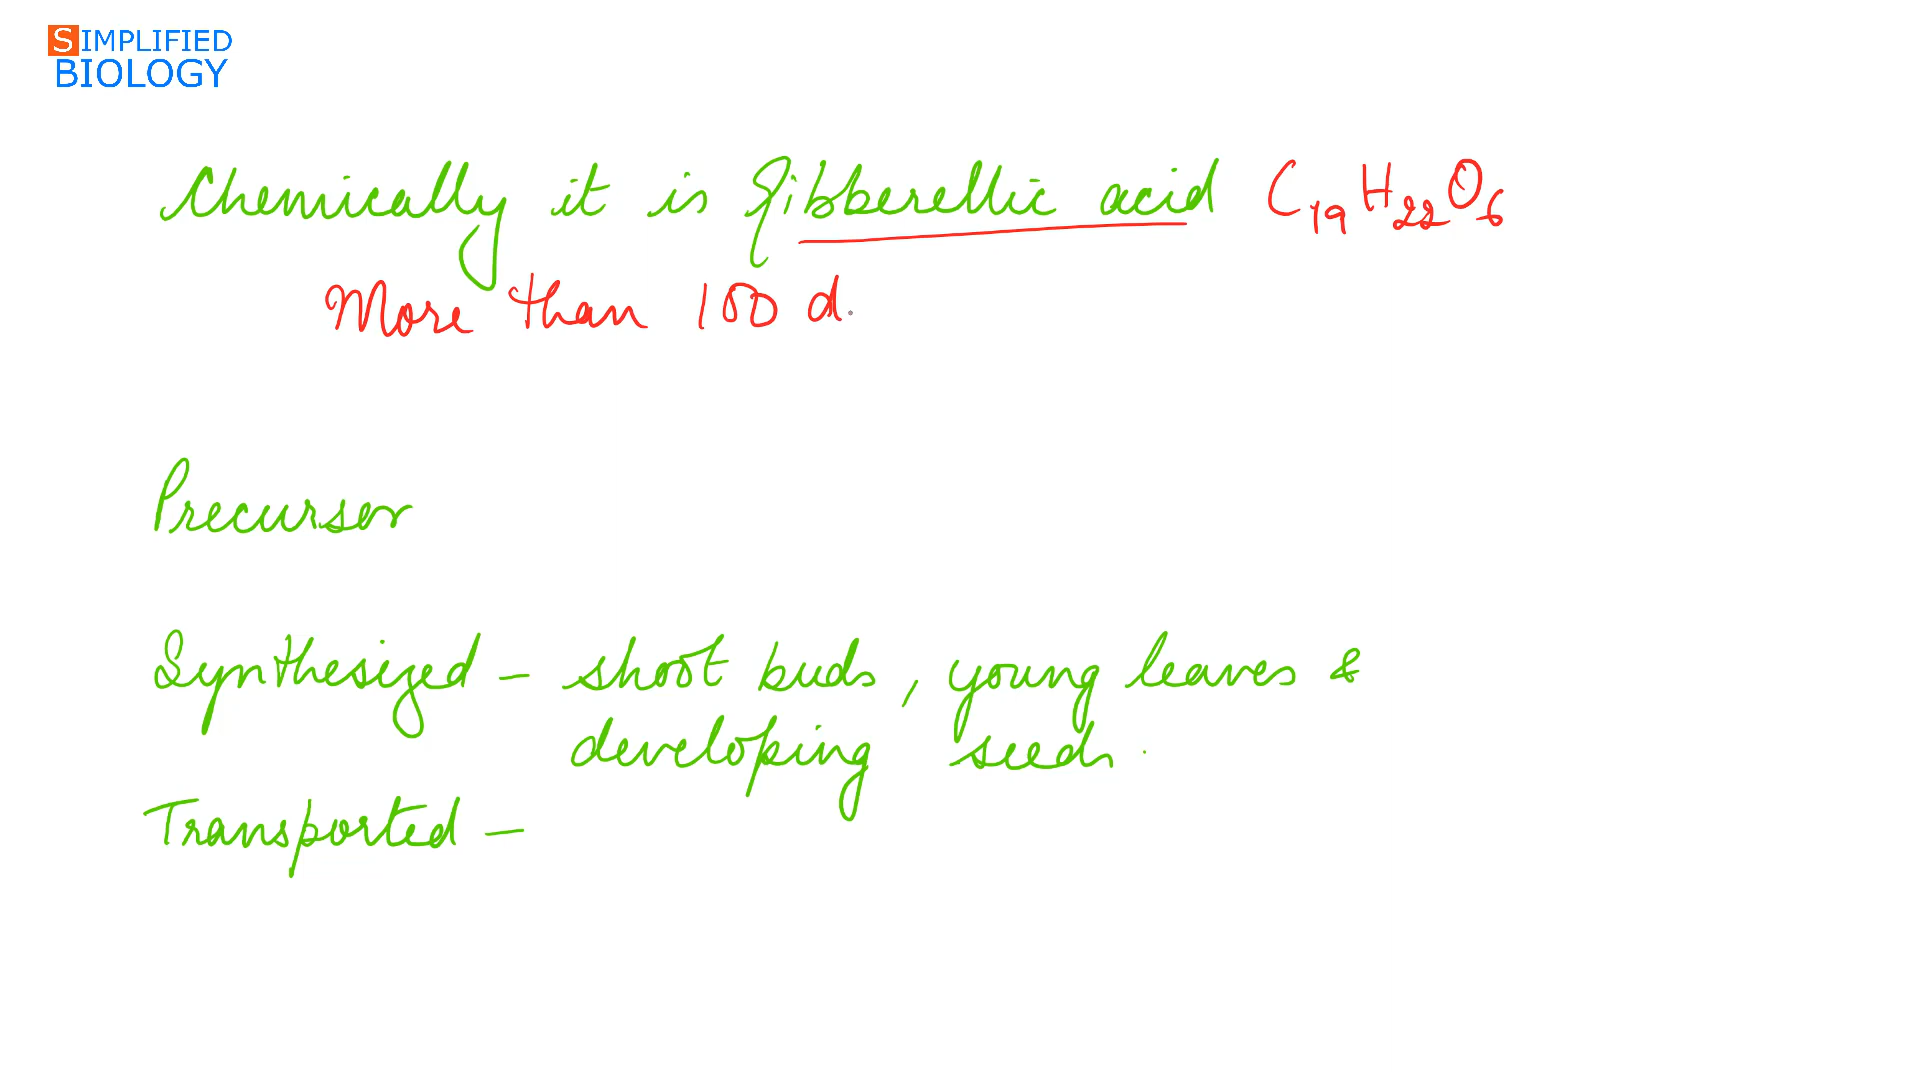 SIMPLIFIED
BIOLOGY
Chemically it is Gibberellic acid C₁₉H₂₂O₆
More than 100 d
Precursor
Synthesized - shoot buds, young leaves &
developing seeds
Transported -